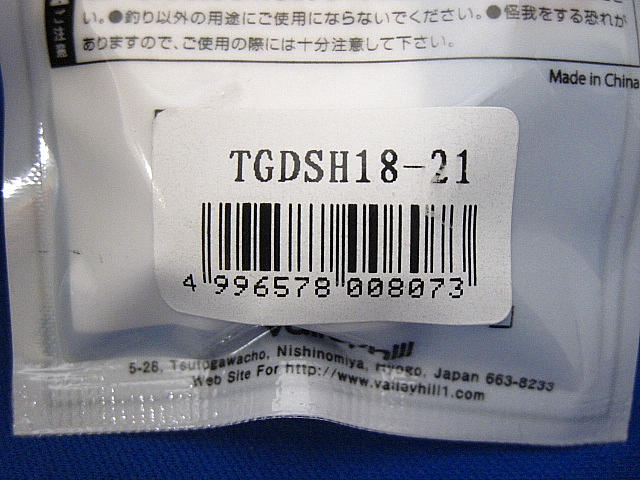 ご注意
い。●釣り以外の用途にご使用にならないでください。●怪我をする恐れが
ありますので、ご使用の際には十分注意して下さい。
Made in China
TGDSH18-21
4 996578 008073
5-26, Tsutogawacho, Nishinomiya, Hyogo, Japan 663-8233
Web Site For http://www.valleyhill1.com